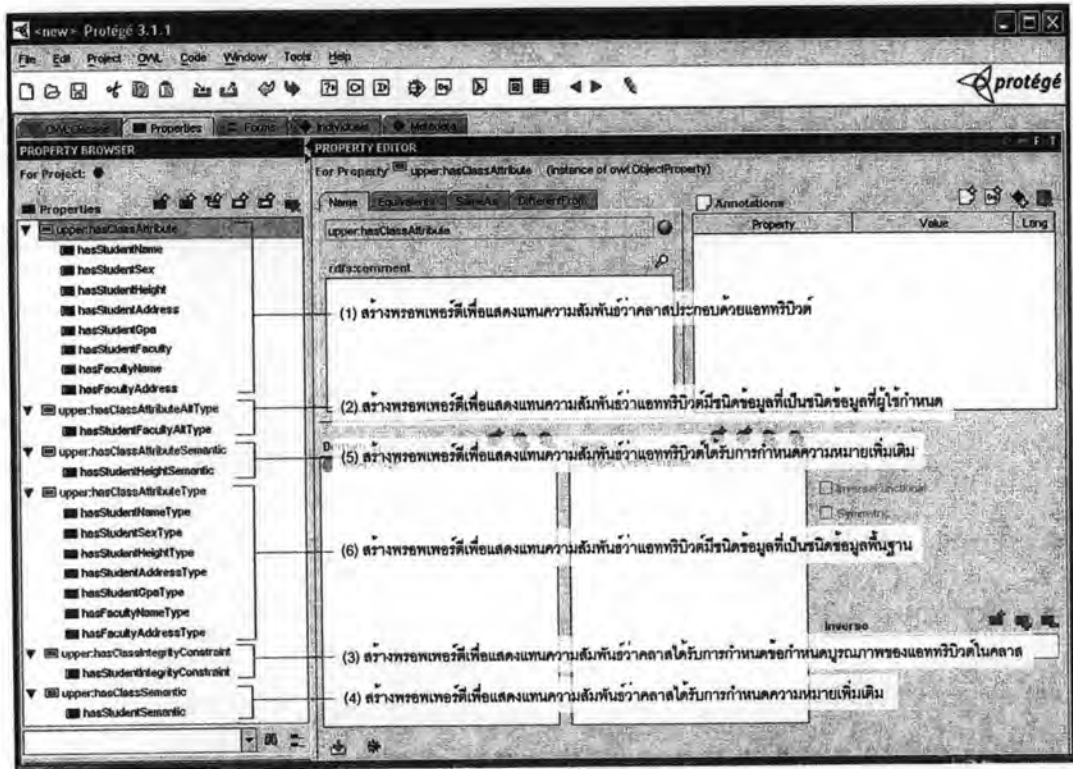 <new> Protégé 3.1.1
File Edit Project OWL Code Window Tools Help
protégé
OWLClasses Properties Forms Individuals Metadata
PROPERTY BROWSER
For Project:
Properties
upper:hasClassAttribute
hasStudentName
hasStudentSex
hasStudentHeight
hasStudentAddress
hasStudentGpa
hasStudentFaculty
hasFacultyName
hasFacultyAddress
upper:hasClassAttributeAltType
hasStudentFacultyAltType
upper:hasClassAttributeSemantic
hasStudentHeightSemantic
upper:hasClassAttributeType
hasStudentNameType
hasStudentSexType
hasStudentHeightType
hasStudentAddressType
hasStudentGpaType
hasFacultyNameType
hasFacultyAddressType
upper:hasClassIntegrityConstraint
hasStudentIntegrityConstraint
upper:hasClassSemantic
hasStudentSemantic
PROPERTY EDITOR
For Property upper:hasClassAttribute (instance of owl:ObjectProperty)
Name Equivalents SameAs DifferentFrom
upper:hasClassAttribute
rdfs:comment
Annotations
Property Value Lang
(1) สร้างพรอพเพอร์ตีเพื่อแสดงแทนความสัมพันธ์ว่าคลาสประกอบด้วยแอททริบิวต์
(2) สร้างพรอพเพอร์ตีเพื่อแสดงแทนความสัมพันธ์ว่าแอททริบิวต์มีชนิดข้อมูลที่เป็นชนิดข้อมูลที่ผู้ใช้กำหนด
(5) สร้างพรอพเพอร์ตีเพื่อแสดงแทนความสัมพันธ์ว่าแอททริบิวต์ได้รับการกำหนดความหมายเพิ่มเติม
InverseFunctional
Symmetric
(6) สร้างพรอพเพอร์ตีเพื่อแสดงแทนความสัมพันธ์ว่าแอททริบิวต์มีชนิดข้อมูลที่เป็นชนิดข้อมูลพื้นฐาน
Inverse
(3) สร้างพรอพเพอร์ตีเพื่อแสดงแทนความสัมพันธ์ว่าคลาสได้รับการกำหนดข้อกำหนดบูรณภาพของแอททริบิวต์ในคลาส
(4) สร้างพรอพเพอร์ตีเพื่อแสดงแทนความสัมพันธ์ว่าคลาสได้รับการกำหนดความหมายเพิ่มเติม